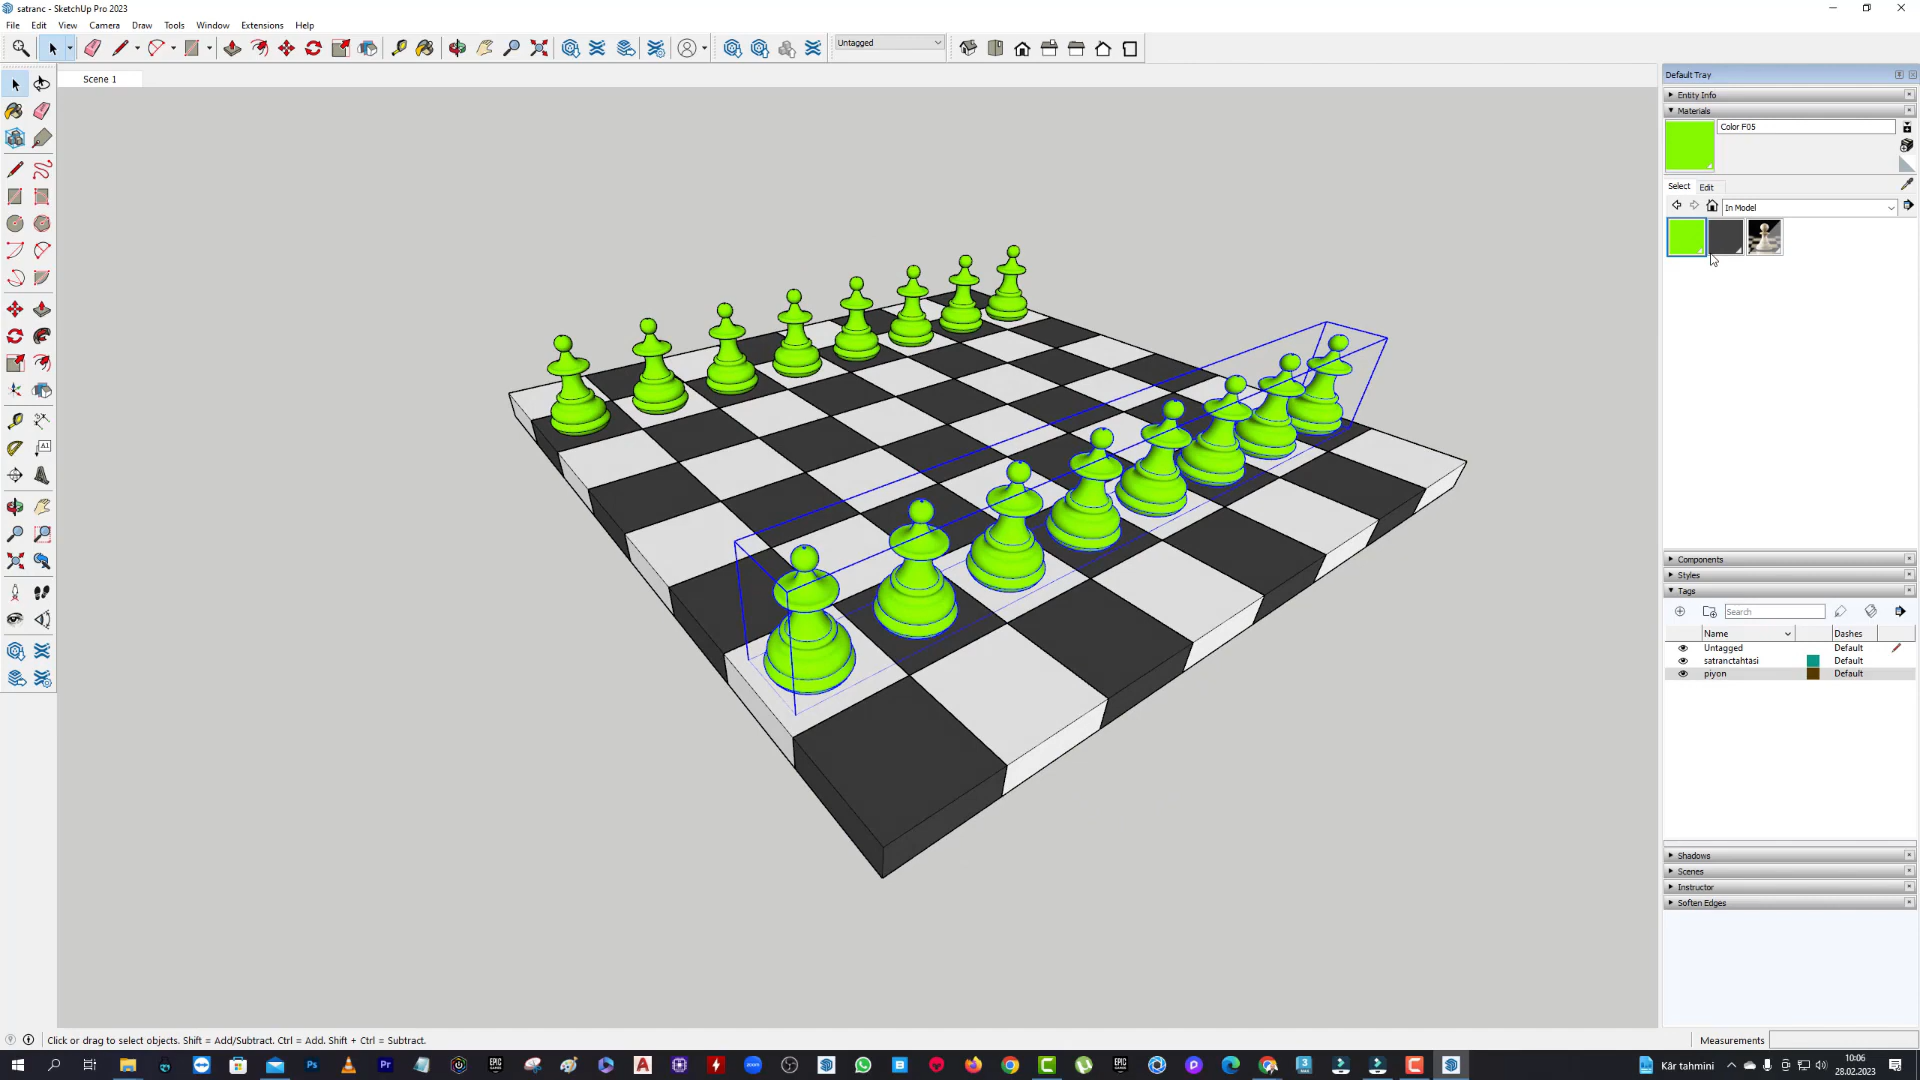 satranc - SketchUp Pro 2023
File Edit View Camera Draw Tools Window Extensions Help
Untagged
Scene 1
Default Tray
Entity Info
Materials
Color F05
Select Edit
In Model
Components
Styles
Tags
Search
Name Dashes
Untagged Default
satranctahtasi Default
piyon Default
Shadows
Scenes
Instructor
Soften Edges
Click or drag to select objects. Shift = Add/Subtract. Ctrl = Add. Shift + Ctrl = Subtract.
Measurements
Kâr tahmini
10:06
28.02.2023